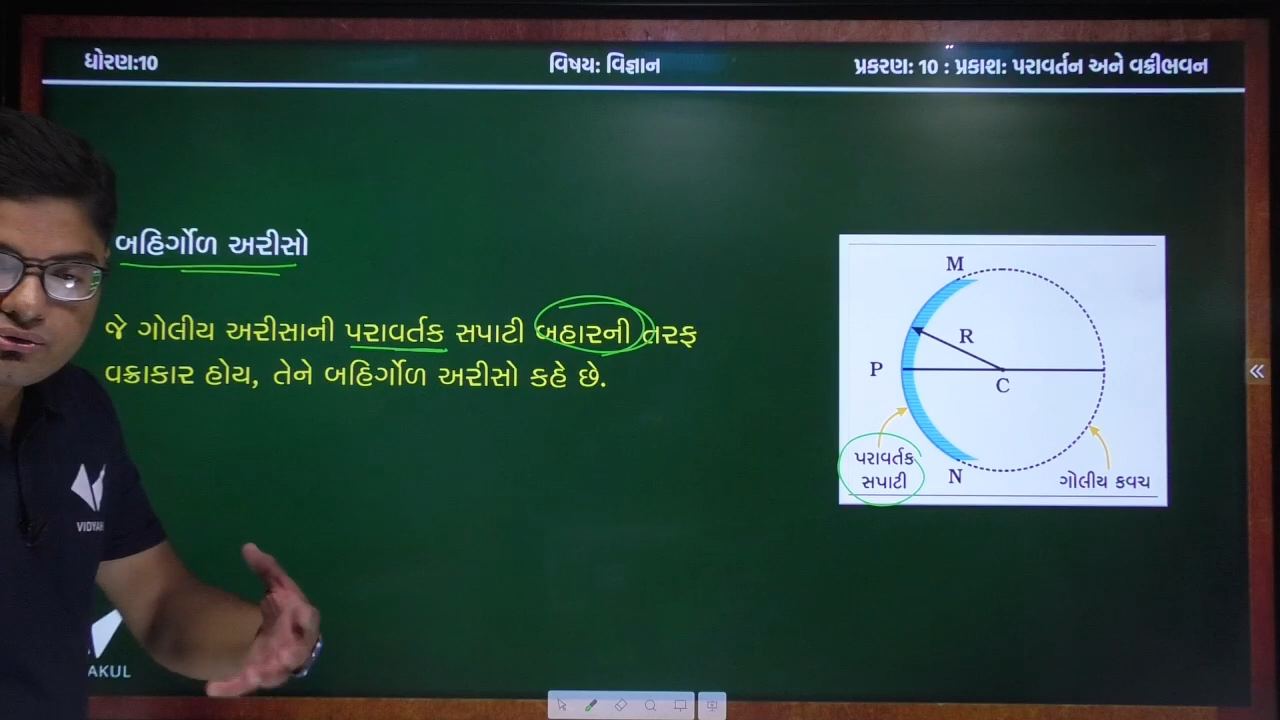 ધોરણ:10
વિષય: વિજ્ઞાન
પ્રકરણ: 10 : પ્રકાશ: પરાવર્તન અને વક્રીભવન
બહિર્ગોળ અરીસો
જે ગોલીય અરીસાની પરાવર્તક સપાટી બહારની તરફ
વક્રાકાર હોય, તેને બહિર્ગોળ અરીસો કહે છે.
M
R
P
C
પરાવર્તક
સપાટી
N
ગોલીય કવચ